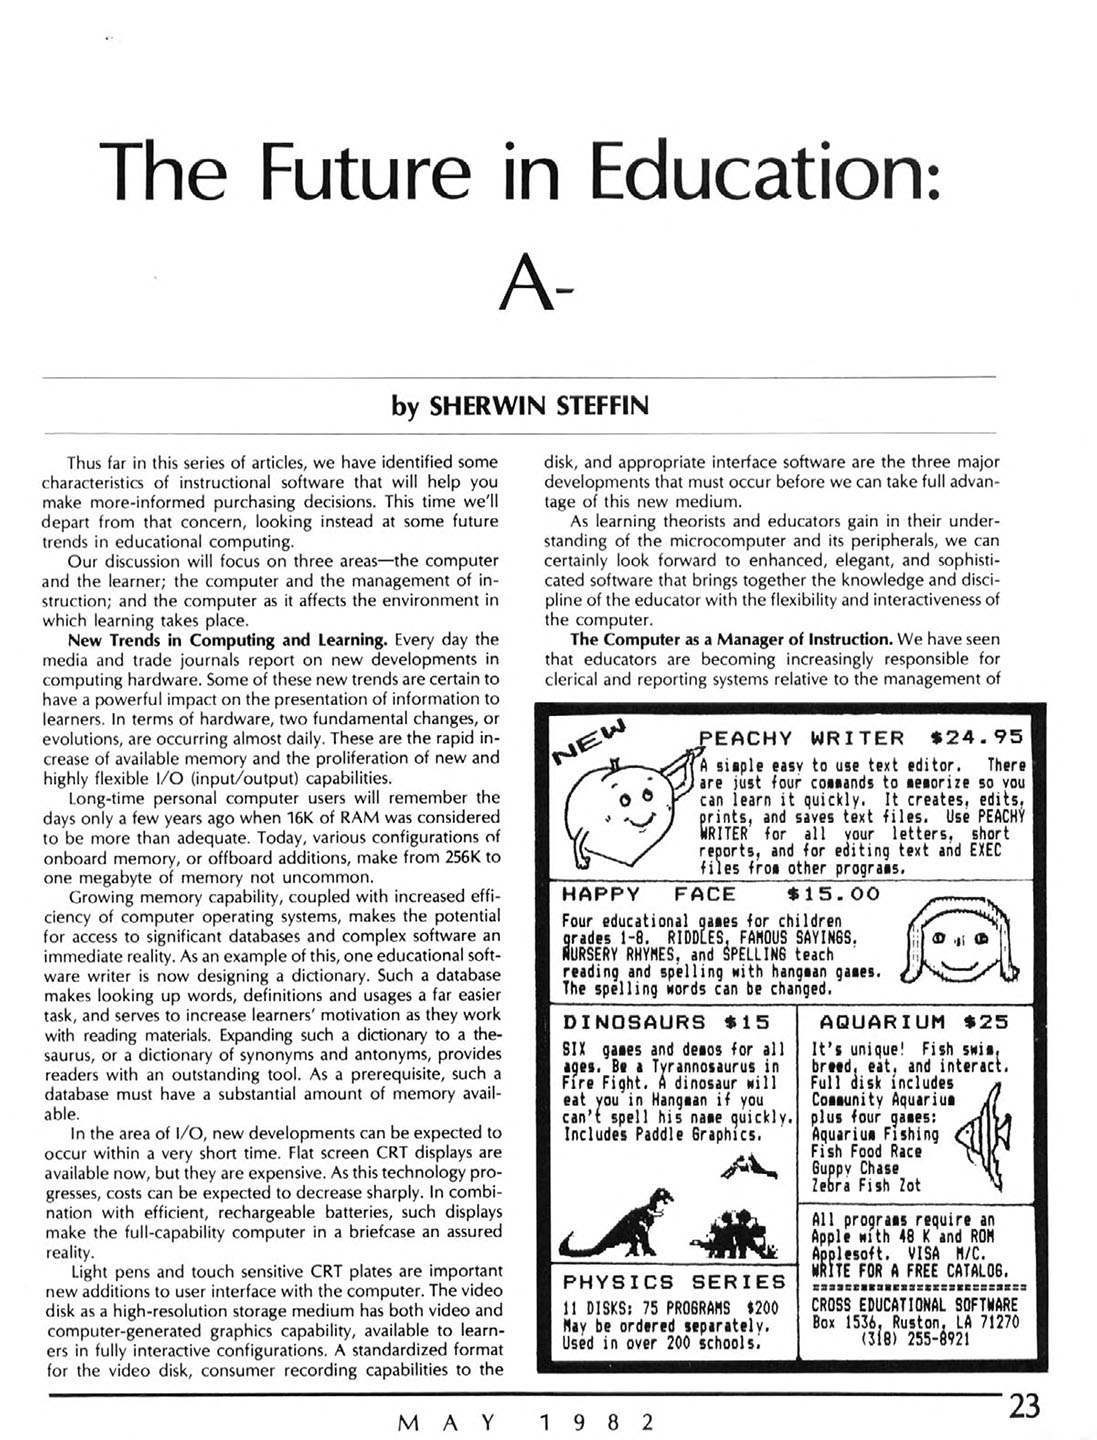 The Future in Education:
A-
by SHERWIN STEFFIN
Thus far in this series of articles, we have identified some
characteristics of instructional software that will help you
make more-informed purchasing decisions. This time we'll
depart from that concern, looking instead at some future
trends in educational computing.
Our discussion will focus on three areas—the computer
and the learner; the computer and the management of in-
struction; and the computer as it affects the environment in
which learning takes place.
New Trends in Computing and Learning. Every day the
media and trade journals report on new developments in
computing hardware. Some of these new trends are certain to
have a powerful impact on the presentation of information to
learners. In terms of hardware, two fundamental changes, or
evolutions, are occurring almost daily. These are the rapid in-
crease of available memory and the proliferation of new and
highly flexible I/O (input/output) capabilities.
Long-time personal computer users will remember the
days only a few years ago when 16K of RAM was considered
to be more than adequate. Today, various configurations of
onboard memory, or offboard additions, make from 256K to
one megabyte of memory not uncommon.
Growing memory capability, coupled with increased effi-
ciency of computer operating systems, makes the potential
for access to significant databases and complex software an
immediate reality. As an example of this, one educational soft-
ware writer is now designing a dictionary. Such a database
makes looking up words, definitions and usages a far easier
task, and serves to increase learners' motivation as they work
with reading materials. Expanding such a dictionary to a the-
saurus, or a dictionary of synonyms and antonyms, provides
readers with an outstanding tool. As a prerequisite, such a
database must have a substantial amount of memory avail-
able.
In the area of I/O, new developments can be expected to
occur within a very short time. Flat screen CRT displays are
available now, but they are expensive. As this technology pro-
gresses, costs can be expected to decrease sharply. In combi-
nation with efficient, rechargeable batteries, such displays
make the full-capability computer in a briefcase an assured
reality.
Light pens and touch sensitive CRT plates are important
new additions to user interface with the computer. The video
disk as a high-resolution storage medium has both video and
computer-generated graphics capability, available to learn-
ers in fully interactive configurations. A standardized format
for the video disk, consumer recording capabilities to the
disk, and appropriate interface software are the three major
developments that must occur before we can take full advan-
tage of this new medium.
As learning theorists and educators gain in their under-
standing of the microcomputer and its peripherals, we can
certainly look forward to enhanced, elegant, and sophisti-
cated software that brings together the knowledge and disci-
pline of the educator with the flexibility and interactiveness of
the computer.
The Computer as a Manager of Instruction. We have seen
that educators are becoming increasingly responsible for
clerical and reporting systems relative to the management of
NEW
PEACHY WRITER $24.95
A simple easy to use text editor. There
are just four commands to memorize so you
can learn it quickly. It creates, edits,
prints, and saves text files. Use PEACHY
WRITER for all your letters, short
reports, and for editing text and EXEC
files from other programs.
HAPPY FACE $15.00
Four educational games for children
grades 1-8. RIDDLES, FAMOUS SAYINGS,
NURSERY RHYMES, and SPELLING teach
reading and spelling with hangman games.
The spelling words can be changed.
DINOSAURS $15
SIX games and demos for all
ages. Be a Tyrannosaurus in
Fire Fight. A dinosaur will
eat you in Hangman if you
can't spell his name quickly.
Includes Paddle Graphics.
PHYSICS SERIES
11 DISKS: 75 PROGRAMS $200
May be ordered separately.
Used in over 200 schools.
AQUARIUM $25
It's unique! Fish swim,
breed, eat, and interact.
Full disk includes
Community Aquarium
plus four games:
Aquarium Fishing
Fish Food Race
Guppy Chase
Zebra Fish Zot
All programs require an
Apple with 48 K and ROM
Applesoft. VISA M/C.
WRITE FOR A FREE CATALOG.
CROSS EDUCATIONAL SOFTWARE
Box 1536, Ruston, LA 71270
(318) 255-8921
MAY 1982
23